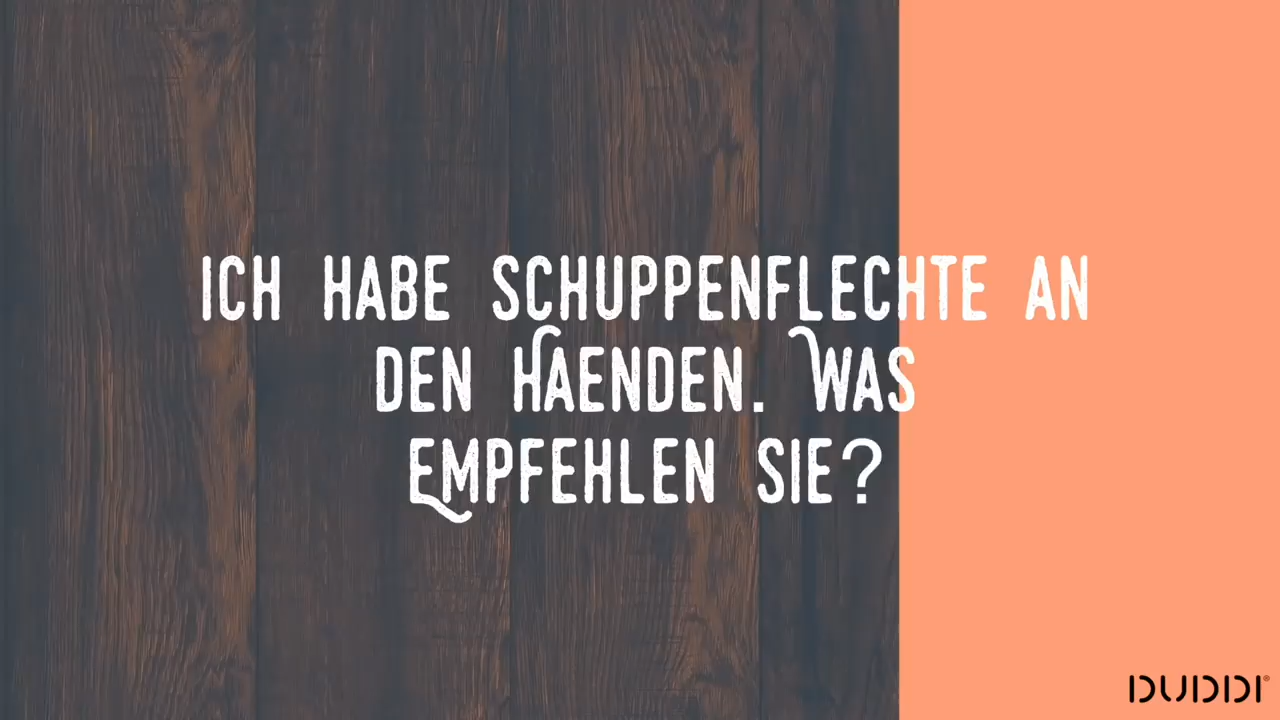 ICH HABE SCHUPPENFLECHTE AN
DEN HAENDEN. WAS
EMPFEHLEN SIE?
DUDDI®